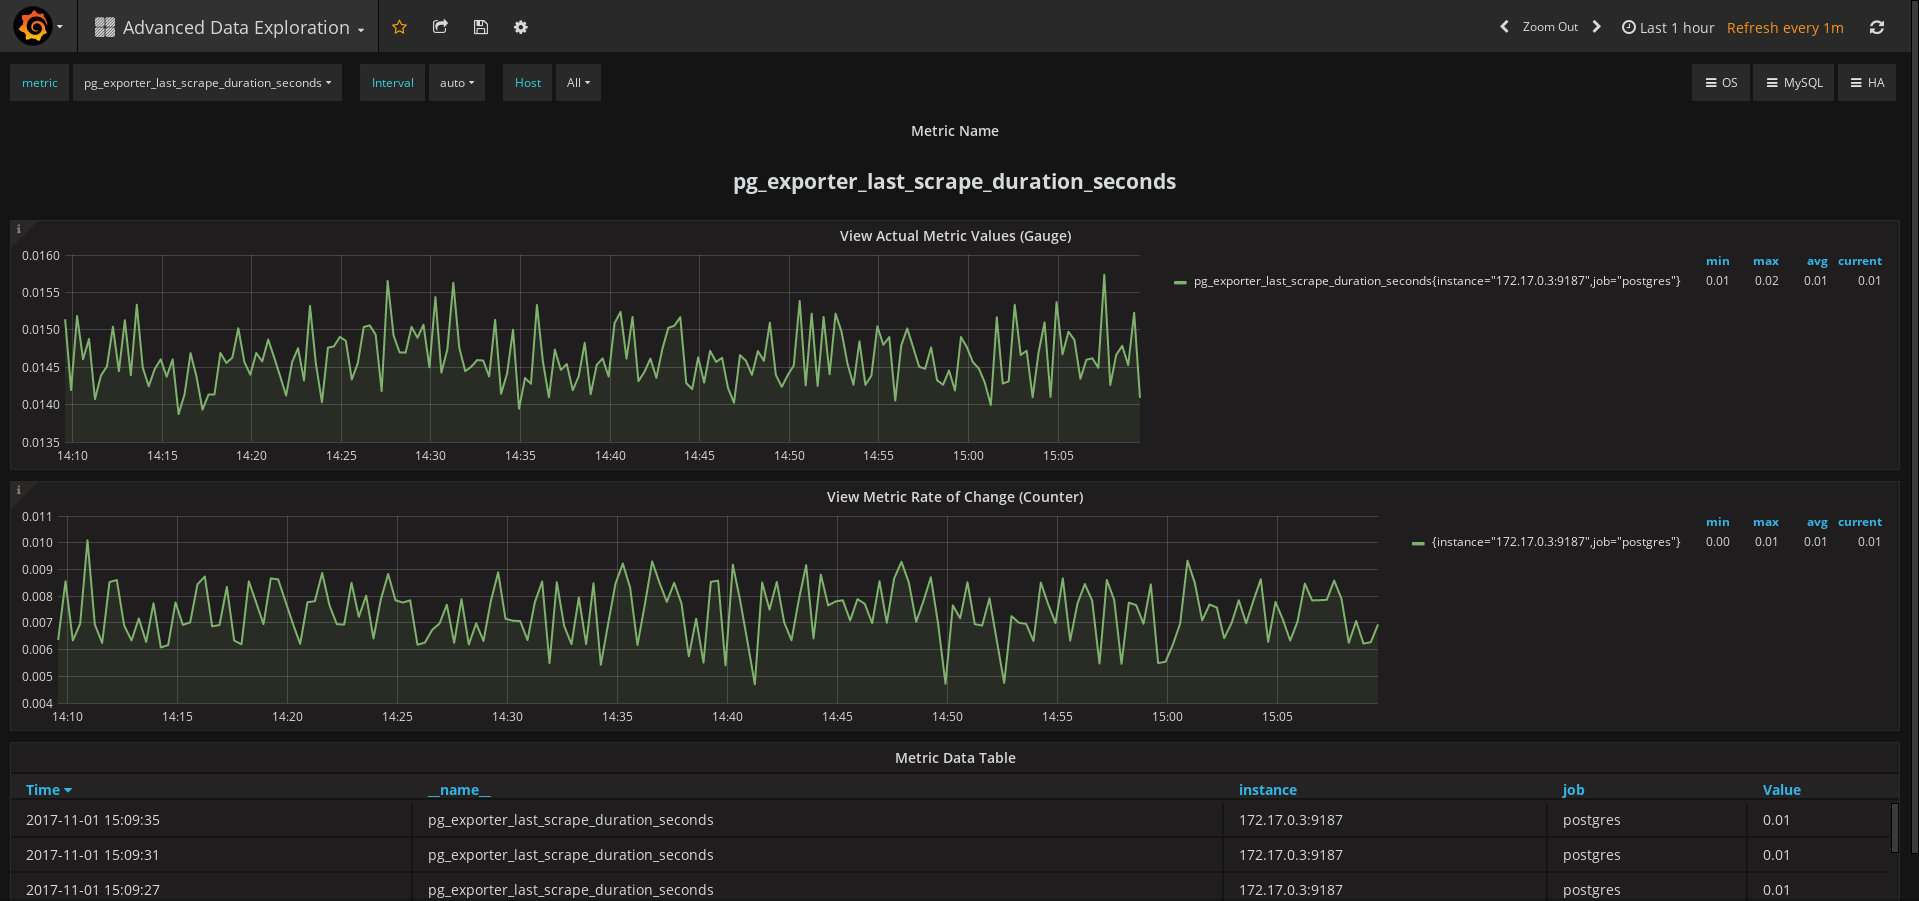 Advanced Data Exploration Zoom Out Last 1 hour Refresh every 1m
metric pg_exporter_last_scrape_duration_seconds Interval auto Host All OS MySQL HA
Metric Name
pg_exporter_last_scrape_duration_seconds
i
View Actual Metric Values (Gauge)
0.0160
0.0155
0.0150
0.0145
0.0140
0.0135
14:10 14:15 14:20 14:25 14:30 14:35 14:40 14:45 14:50 14:55 15:00 15:05
min max avg current
pg_exporter_last_scrape_duration_seconds{instance="172.17.0.3:9187",job="postgres"} 0.01 0.02 0.01 0.01
i
View Metric Rate of Change (Counter)
0.011
0.010
0.009
0.008
0.007
0.006
0.005
0.004
14:10 14:15 14:20 14:25 14:30 14:35 14:40 14:45 14:50 14:55 15:00 15:05
min max avg current
{instance="172.17.0.3:9187",job="postgres"} 0.00 0.01 0.01 0.01
Metric Data Table
Time __name__ instance job Value
2017-11-01 15:09:35 pg_exporter_last_scrape_duration_seconds 172.17.0.3:9187 postgres 0.01
2017-11-01 15:09:31 pg_exporter_last_scrape_duration_seconds 172.17.0.3:9187 postgres 0.01
2017-11-01 15:09:27 pg_exporter_last_scrape_duration_seconds 172.17.0.3:9187 postgres 0.01